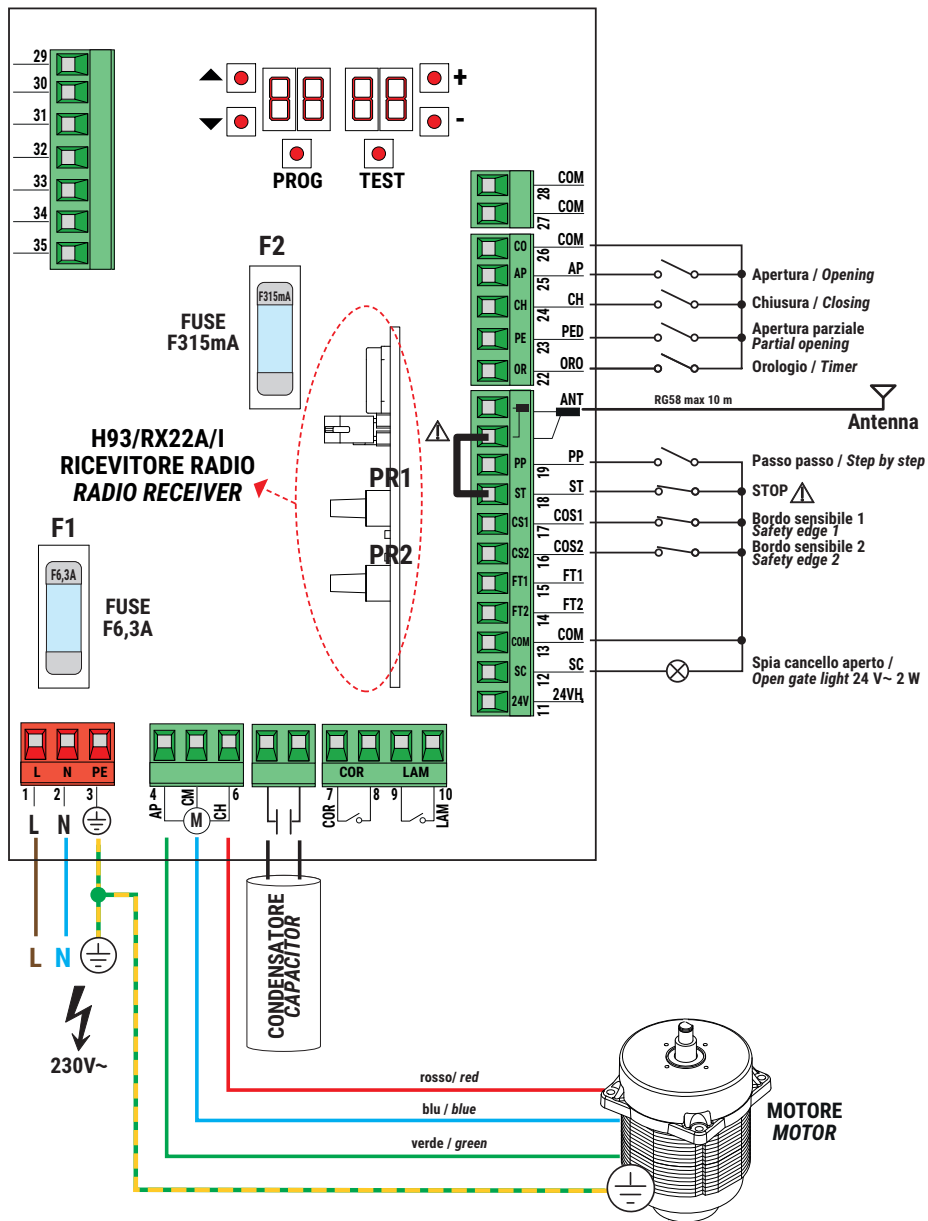 29
30
31
32
33
34
35
PROG
TEST
+
-
F2
F315mA
FUSE
F315mA
H93/RX22A/I
RICEVITORE RADIO
RADIO RECEIVER
PR1
PR2
F1
F6,3A
FUSE
F6,3A
COM
28
COM
27
CO
COM
26
AP
AP
25
Apertura / Opening
CH
CH
24
Chiusura / Closing
PE
PED
23
Apertura parziale
Partial opening
OR
ORO
22
Orologio / Timer
ANT
RG58 max 10 m
Antenna
PP
PP
19
Passo passo / Step by step
ST
ST
18
STOP
CS1
COS1
17
Bordo sensibile 1
Safety edge 1
CS2
COS2
16
Bordo sensibile 2
Safety edge 2
FT1
FT1
15
FT2
FT2
14
COM
COM
13
SC
SC
12
Spia cancello aperto /
Open gate light 24 V~ 2 W
24V
24VH
11
L N PE
1 2 3
L N
L N
230V~
4 6
AP CM CH
M
COR LAM
7 8 9 10
COR LAM
CONDENSATORE
CAPACITOR
rosso/ red
blu / blue
verde / green
MOTORE
MOTOR